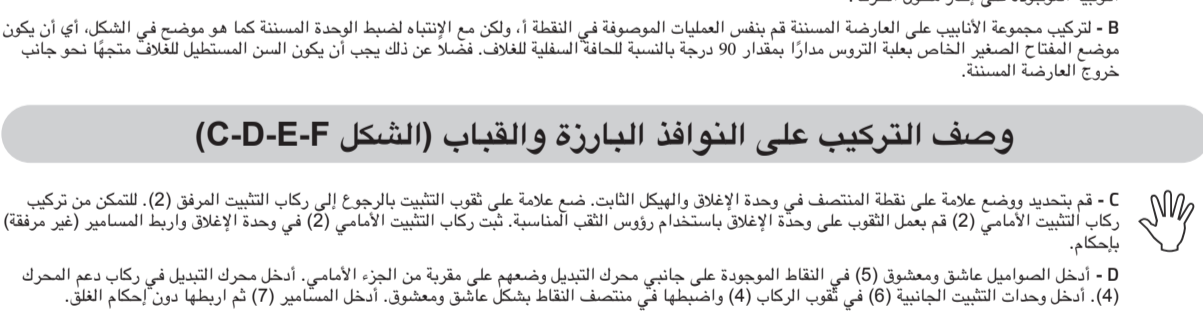 B - لتركيب مجموعة الأنابيب على العارضة المسننة قم بنفس العمليات الموصوفة في النقطة أ، ولكن مع الإنتباه لضبط الوحدة المسننة كما هو موضح في الشكل، أي أن يكون
موضع المفتاح الصغير الخاص بعلبة التروس مدارًا بمقدار 90 درجة بالنسبة للحافة السفلية للغلاف. فضلاً عن ذلك يجب أن يكون السن المستطيل للغلاف متجهًا نحو جانب
خروج العارضة المسننة.
وصف التركيب على النوافذ البارزة والقباب (الشكل C-D-E-F)
C - قم بتحديد ووضع علامة على نقطة المنتصف في وحدة الإغلاق والهيكل الثابت. ضع علامة على ثقوب التثبيت بالرجوع إلى ركاب التثبيت المرفق (2). للتمكن من تركيب
ركاب التثبيت الأمامي (2) قم بعمل الثقوب على وحدة الإغلاق باستخدام رؤوس الثقب المناسبة. ثبت ركاب التثبيت الأمامي (2) في وحدة الإغلاق واربط المسامير (غير مرفقة)
بإحكام.
D - أدخل الصواميل عاشق ومعشوق (5) في النقاط الموجودة على جانبي محرك التبديل وضعهم على مقربة من الجزء الأمامي. أدخل محرك التبديل في ركاب دعم المحرك
(4). أدخل وحدات التثبيت الجانبية (6) في ثقوب الركاب (4) واضبطها في منتصف النقاط بشكل عاشق ومعشوق. أدخل المسامير (7) ثم اربطها دون إحكام الغلق.